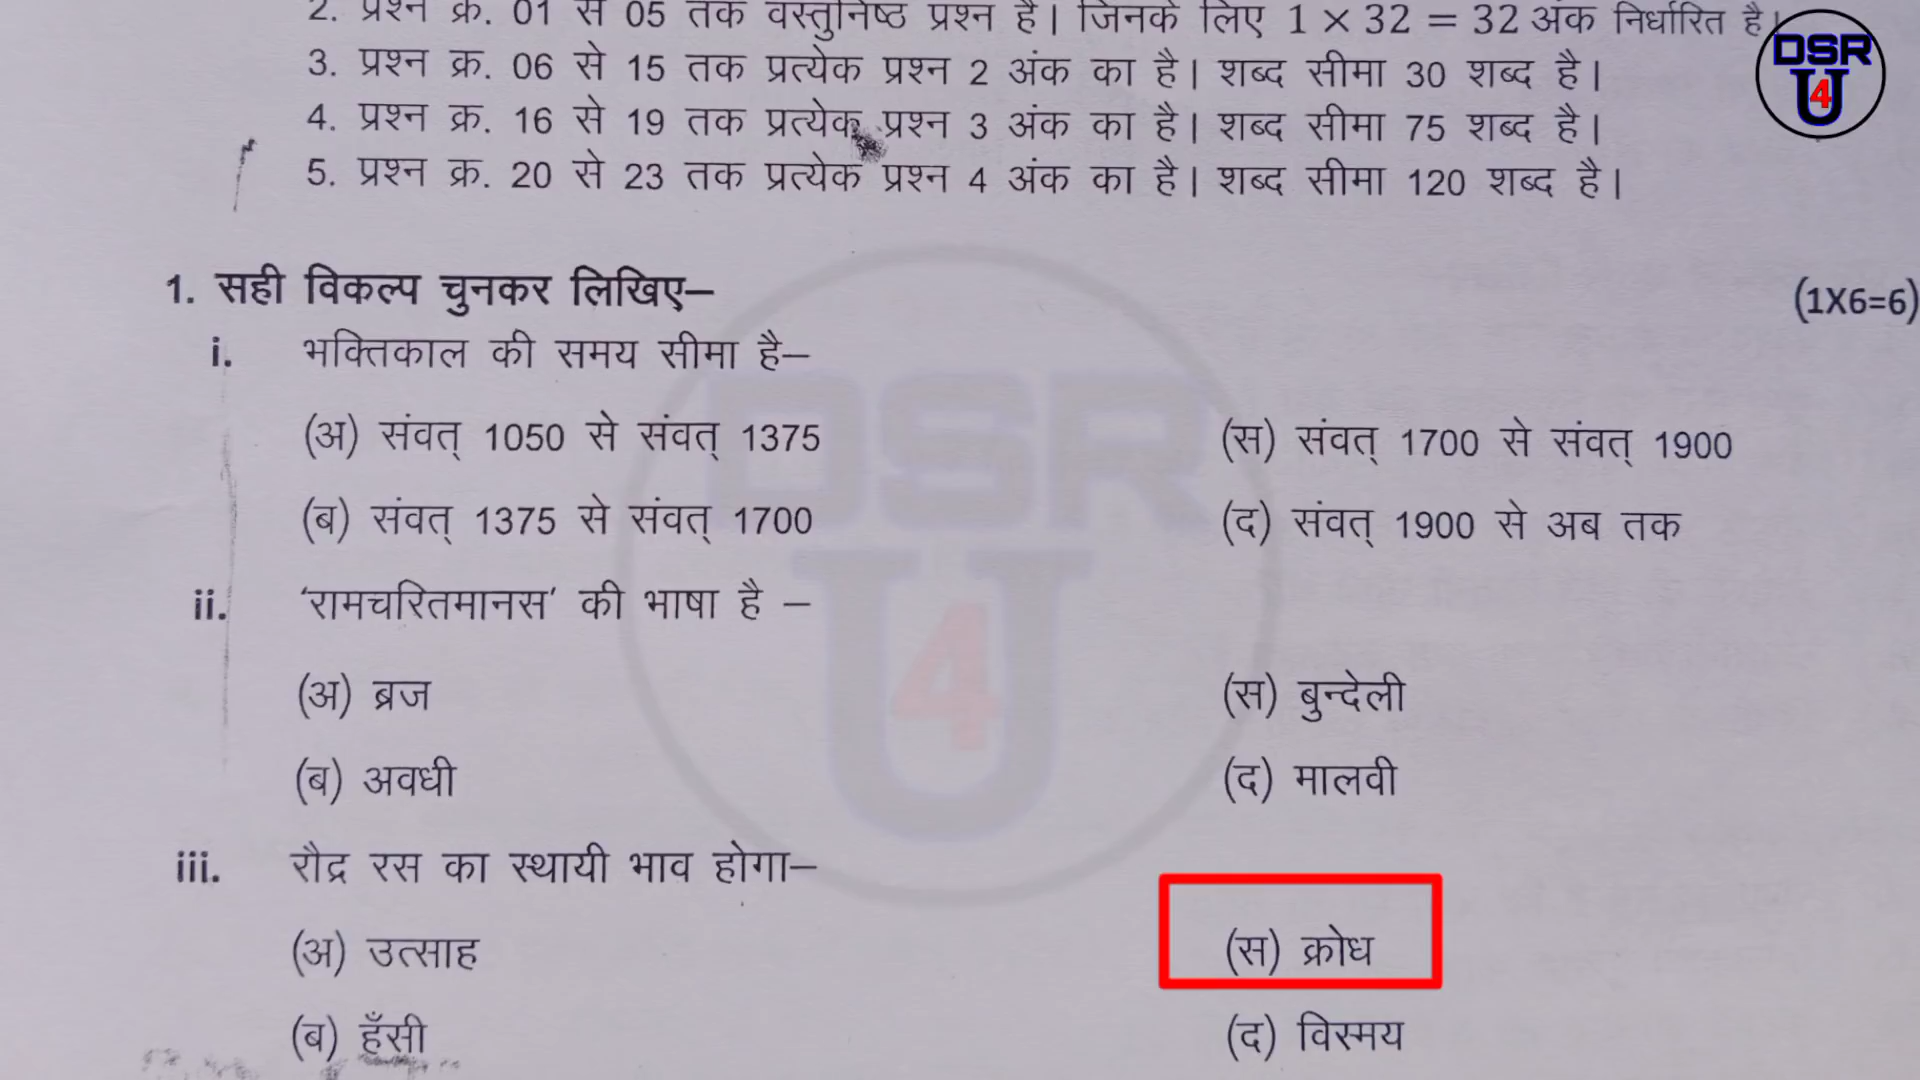 2. प्रश्न क्र. 01 से 05 तक वस्तुनिष्ठ प्रश्न है। जिनके लिए 1 × 32 = 32 अंक निर्धारित है।
3. प्रश्न क्र. 06 से 15 तक प्रत्येक प्रश्न 2 अंक का है। शब्द सीमा 30 शब्द है।
4. प्रश्न क्र. 16 से 19 तक प्रत्येक प्रश्न 3 अंक का है। शब्द सीमा 75 शब्द है।
5. प्रश्न क्र. 20 से 23 तक प्रत्येक प्रश्न 4 अंक का है। शब्द सीमा 120 शब्द है।
DSR
U
4
1. सही विकल्प चुनकर लिखिए– (1X6=6)
i. भक्तिकाल की समय सीमा है–
(अ) संवत् 1050 से संवत् 1375 (स) संवत् 1700 से संवत् 1900
(ब) संवत् 1375 से संवत् 1700 (द) संवत् 1900 से अब तक
ii. 'रामचरितमानस' की भाषा है –
(अ) ब्रज (स) बुन्देली
(ब) अवधी (द) मालवी
iii. रौद्र रस का स्थायी भाव होगा–
(अ) उत्साह (स) क्रोध
(ब) हँसी (द) विस्मय
DSR
U
4